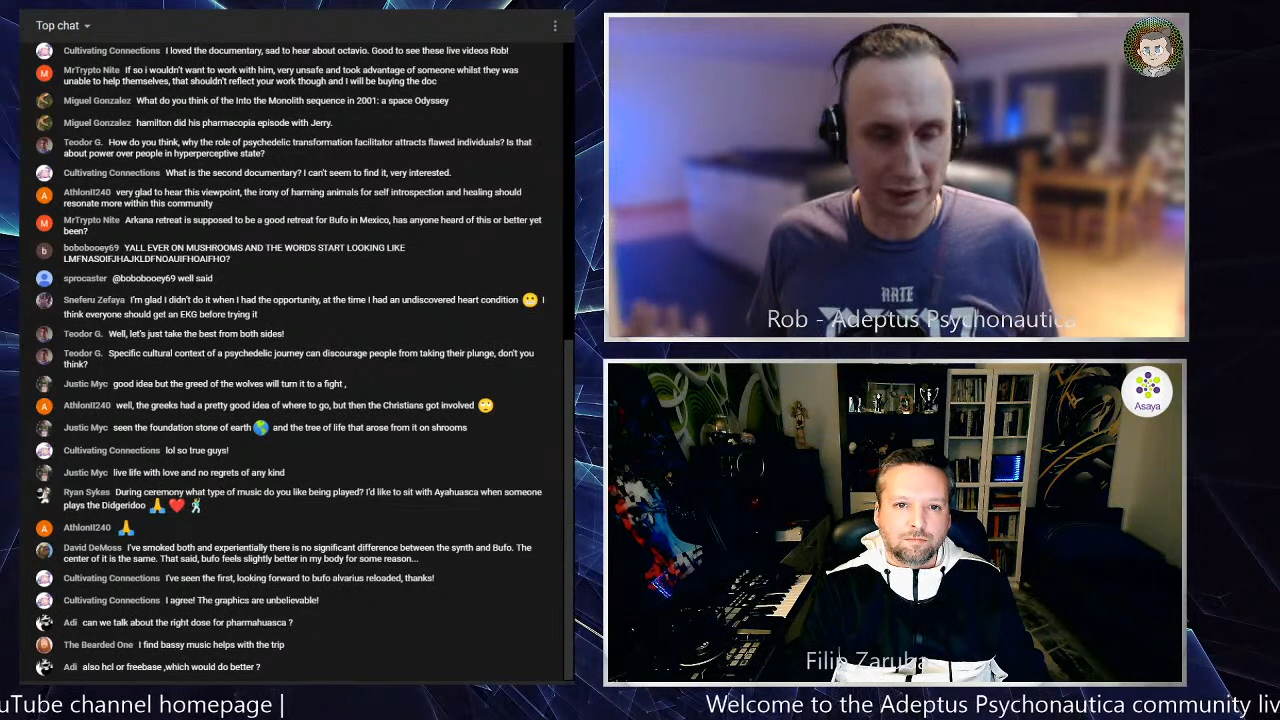 Top chat
Cultivating Connections I loved the documentary, sad to hear about octavio. Good to see these live videos Rob!
M
MrTrypto Nite If so i wouldn't want to work with him, very unsafe and took advantage of someone whilst they was
unable to help themselves, that shouldn't reflect your work though and I will be buying the doc
Miguel Gonzalez What do you think of the Into the Monolith sequence in 2001: a space Odyssey
Miguel Gonzalez hamilton did his pharmacopia episode with Jerry.
Teodor G. How do you think, why the role of psychedelic transformation facilitator attracts flawed individuals? Is that
about power over people in hyperperceptive state?
Cultivating Connections What is the second documentary? I can't seem to find it, very interested.
A
AthlonII240 very glad to hear this viewpoint, the irony of harming animals for self introspection and healing should
resonate more within this community
M
MrTrypto Nite Arkana retreat is supposed to be a good retreat for Bufo in Mexico, has anyone heard of this or better yet
been?
b
bobobooey69 YALL EVER ON MUSHROOMS AND THE WORDS START LOOKING LIKE
LMFNASOIFJHAJKLDFNOAUIFHOAIFHO?
sprocaster @bobobooey69 well said
Sneferu Zefaya I'm glad I didn't do it when I had the opportunity, at the time I had an undiscovered heart condition 😬 I
think everyone should get an EKG before trying it
Teodor G. Well, let's just take the best from both sides!
Teodor G. Specific cultural context of a psychedelic journey can discourage people from taking their plunge, don't you
think?
Justic Myc good idea but the greed of the wolves will turn it to a fight ,
A
AthlonII240 well, the greeks had a pretty good idea of where to go, but then the Christians got involved 🙄
Justic Myc seen the foundation stone of earth🌎 and the tree of life that arose from it on shrooms
Cultivating Connections lol so true guys!
Justic Myc live life with love and no regrets of any kind
Ryan Sykes During ceremony what type of music do you like being played? I'd like to sit with Ayahuasca when someone
plays the Didgeridoo 🙏 ❤️ 🕺
A
AthlonII240 🙏
David DeMoss I've smoked both and experientially there is no significant difference between the synth and Bufo. The
center of it is the same. That said, bufo feels slightly better in my body for some reason...
Cultivating Connections I've seen the first, looking forward to bufo alvarius reloaded, thanks!
Cultivating Connections I agree! The graphics are unbelievable!
Adi can we talk about the right dose for pharmahuasca ?
The Bearded One I find bassy music helps with the trip
Adi also hcl or freebase ,which would do better ?
HATE
Rob - Adeptus Psychonautica
Asaya
Filip Zaruba
uTube channel homepage |
Welcome to the Adeptus Psychonautica community liv